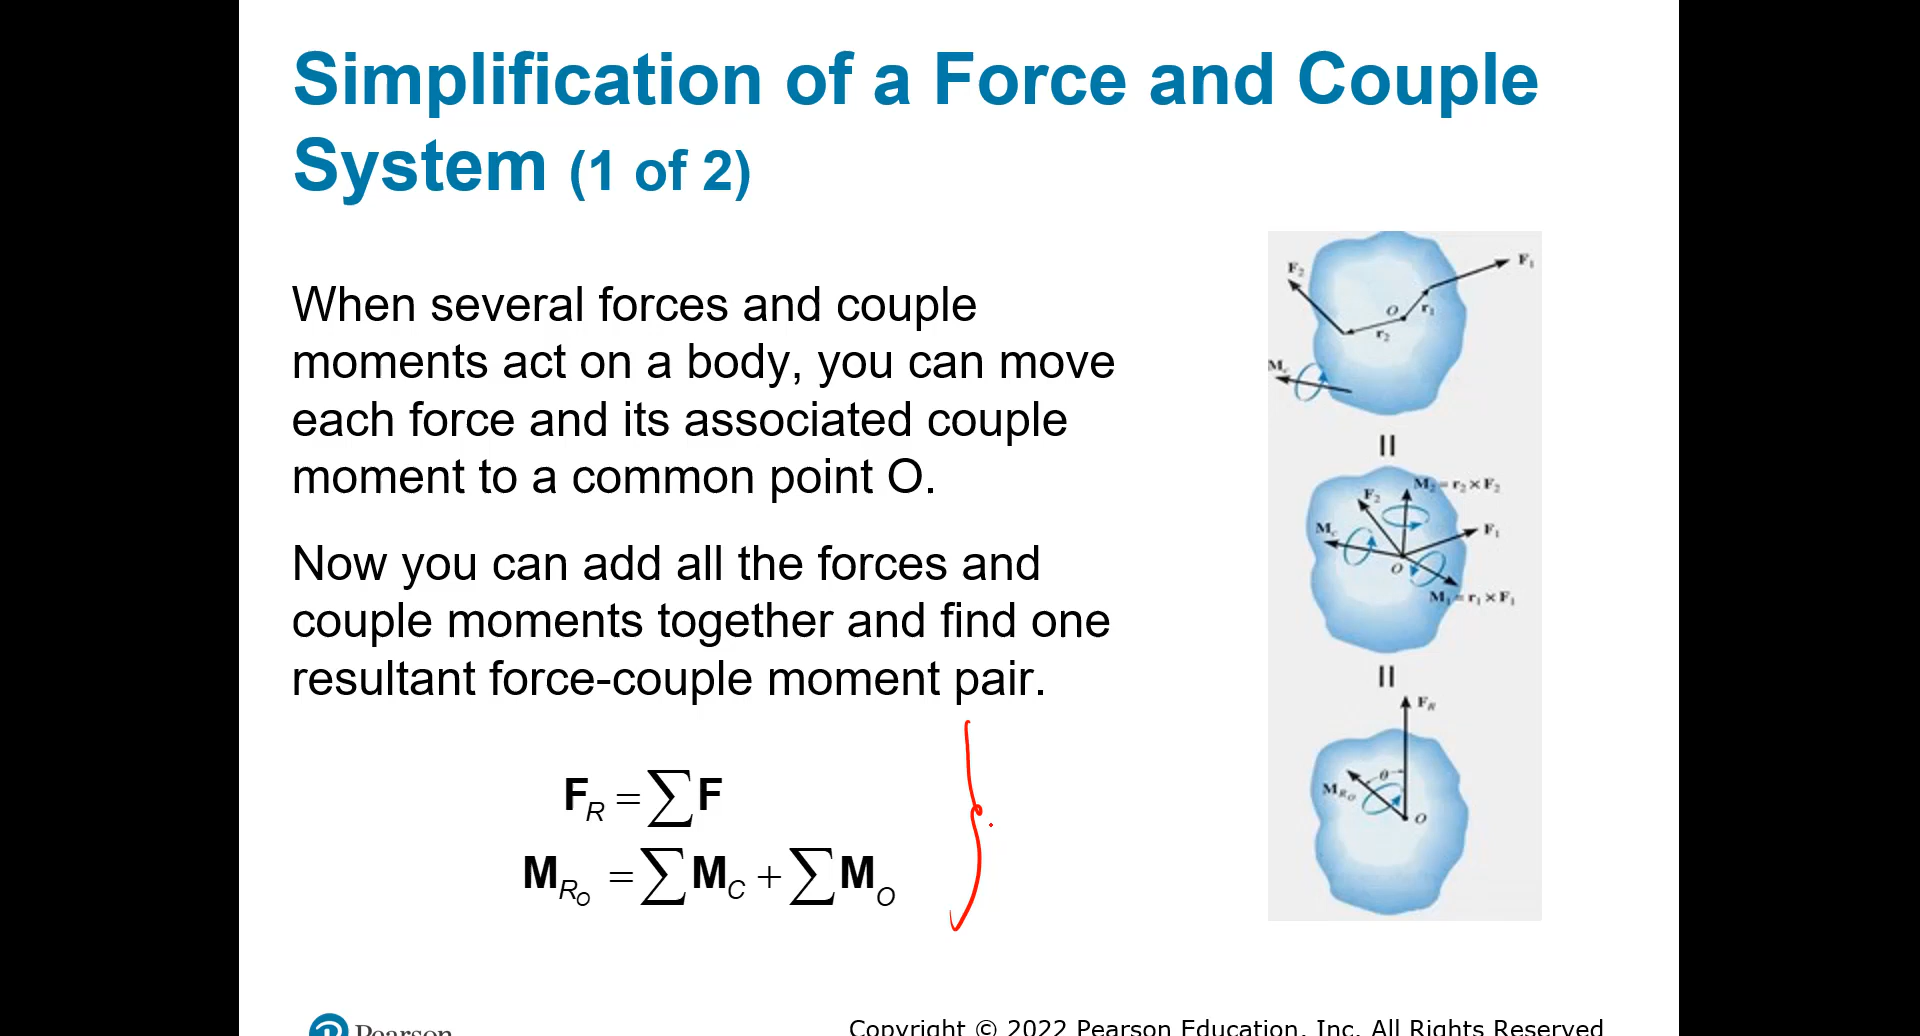 Simplification of a Force and Couple
System (1 of 2)
When several forces and couple
moments act on a body, you can move
each force and its associated couple
moment to a common point O.
Now you can add all the forces and
couple moments together and find one
resultant force-couple moment pair.
F_R = ∑F
M_{R_O} = ∑M_C + ∑M_O
F₂
F₁
O
r₁
r₂
M_c
=
M₂ = r₂ × F₂
F₂
F₁
M_c
O
M₁ = r₁ × F₁
=
F_R
θ
M_{R_O}
O
Pearson
Copyright © 2022 Pearson Education, Inc. All Rights Reserved